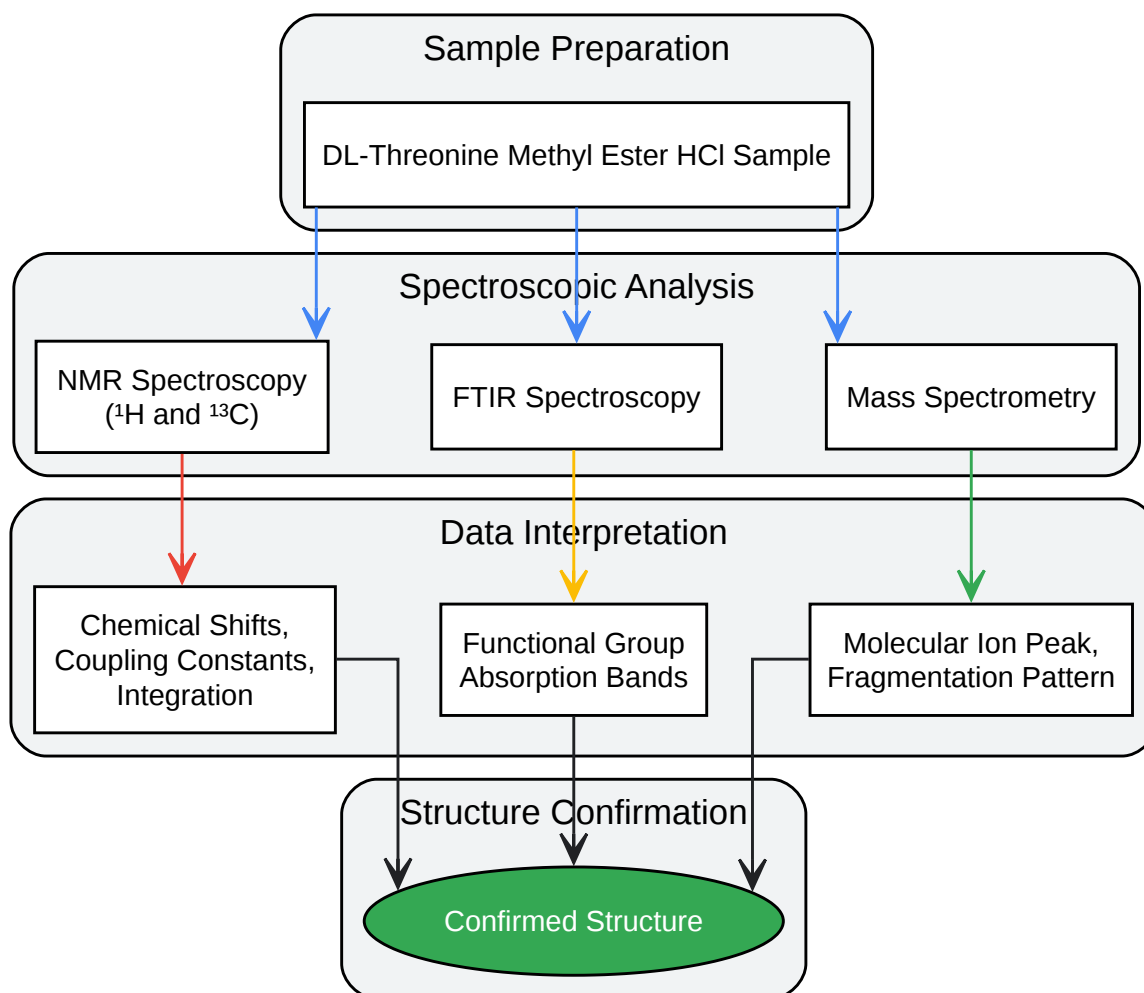 Sample Preparation
DL-Threonine Methyl Ester HCl Sample
Spectroscopic Analysis
NMR Spectroscopy
(¹H and ¹³C)
FTIR Spectroscopy
Mass Spectrometry
Data Interpretation
Chemical Shifts,
Coupling Constants,
Integration
Functional Group
Absorption Bands
Molecular Ion Peak,
Fragmentation Pattern
Structure Confirmation
Confirmed Structure